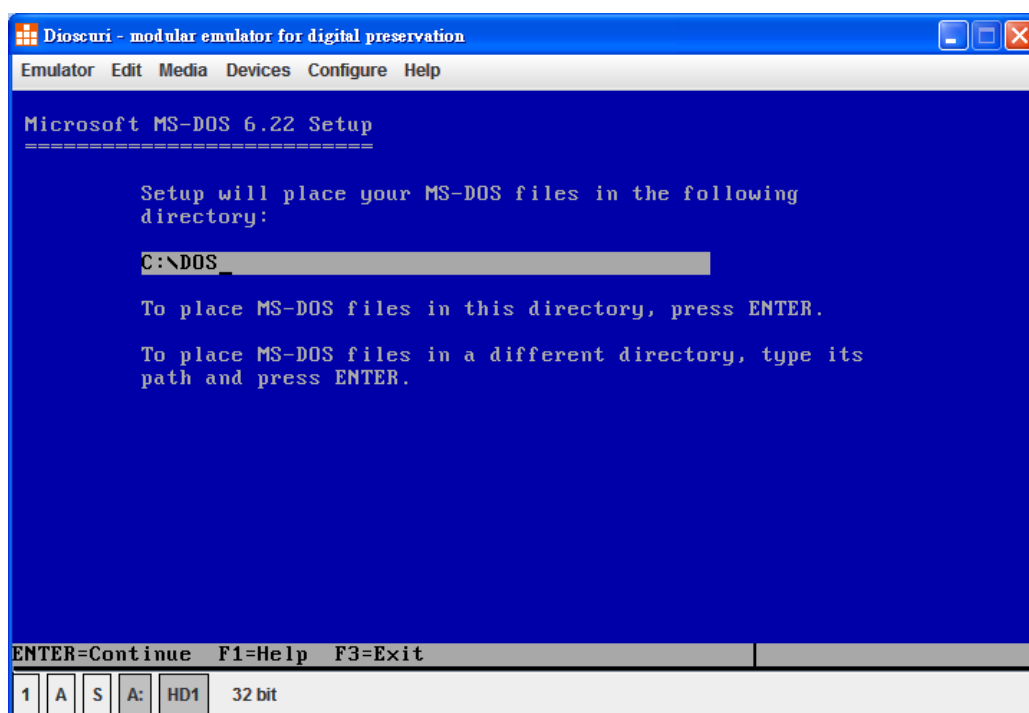 Dioscuri - modular emulator for digital preservation
Emulator Edit Media Devices Configure Help
Microsoft MS-DOS 6.22 Setup
===========================
Setup will place your MS-DOS files in the following
directory:
C:\DOS_
To place MS-DOS files in this directory, press ENTER.
To place MS-DOS files in a different directory, type its
path and press ENTER.
ENTER=Continue F1=Help F3=Exit
1 A S A: HD1 32 bit